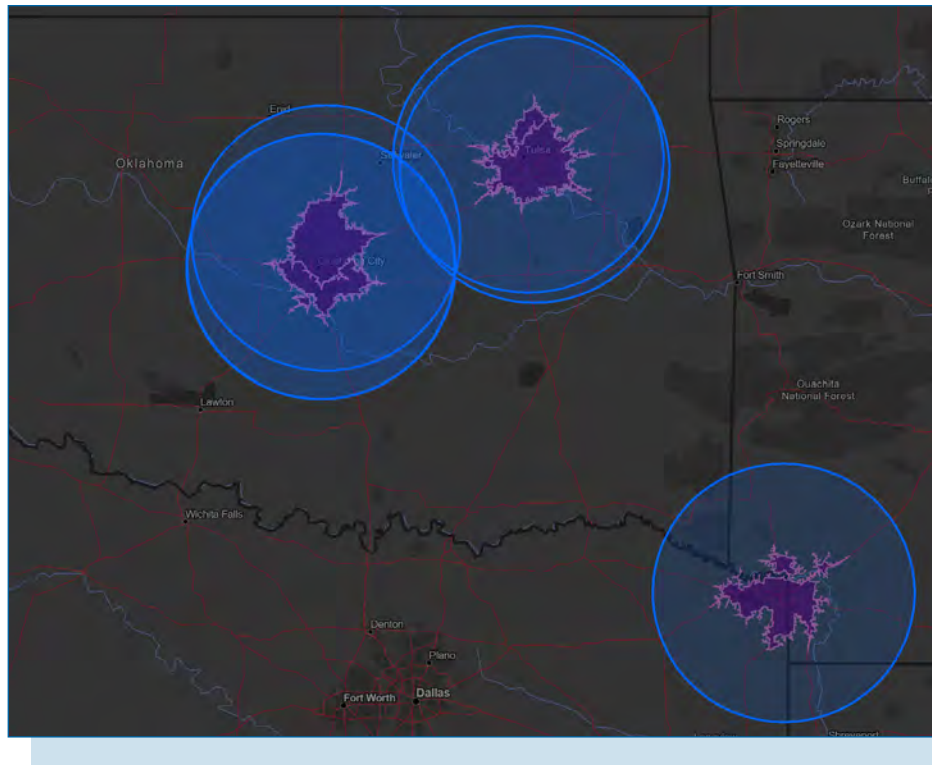 Enid
Rogers
Springdale
Fayetteville
Oklahoma
Stillwater
Tulsa
Ozark National
Forest
City
Fort Smith
Ouachita
National Forest
Lawton
Wichita Falls
Denton
Plano
Fort Worth
Dallas